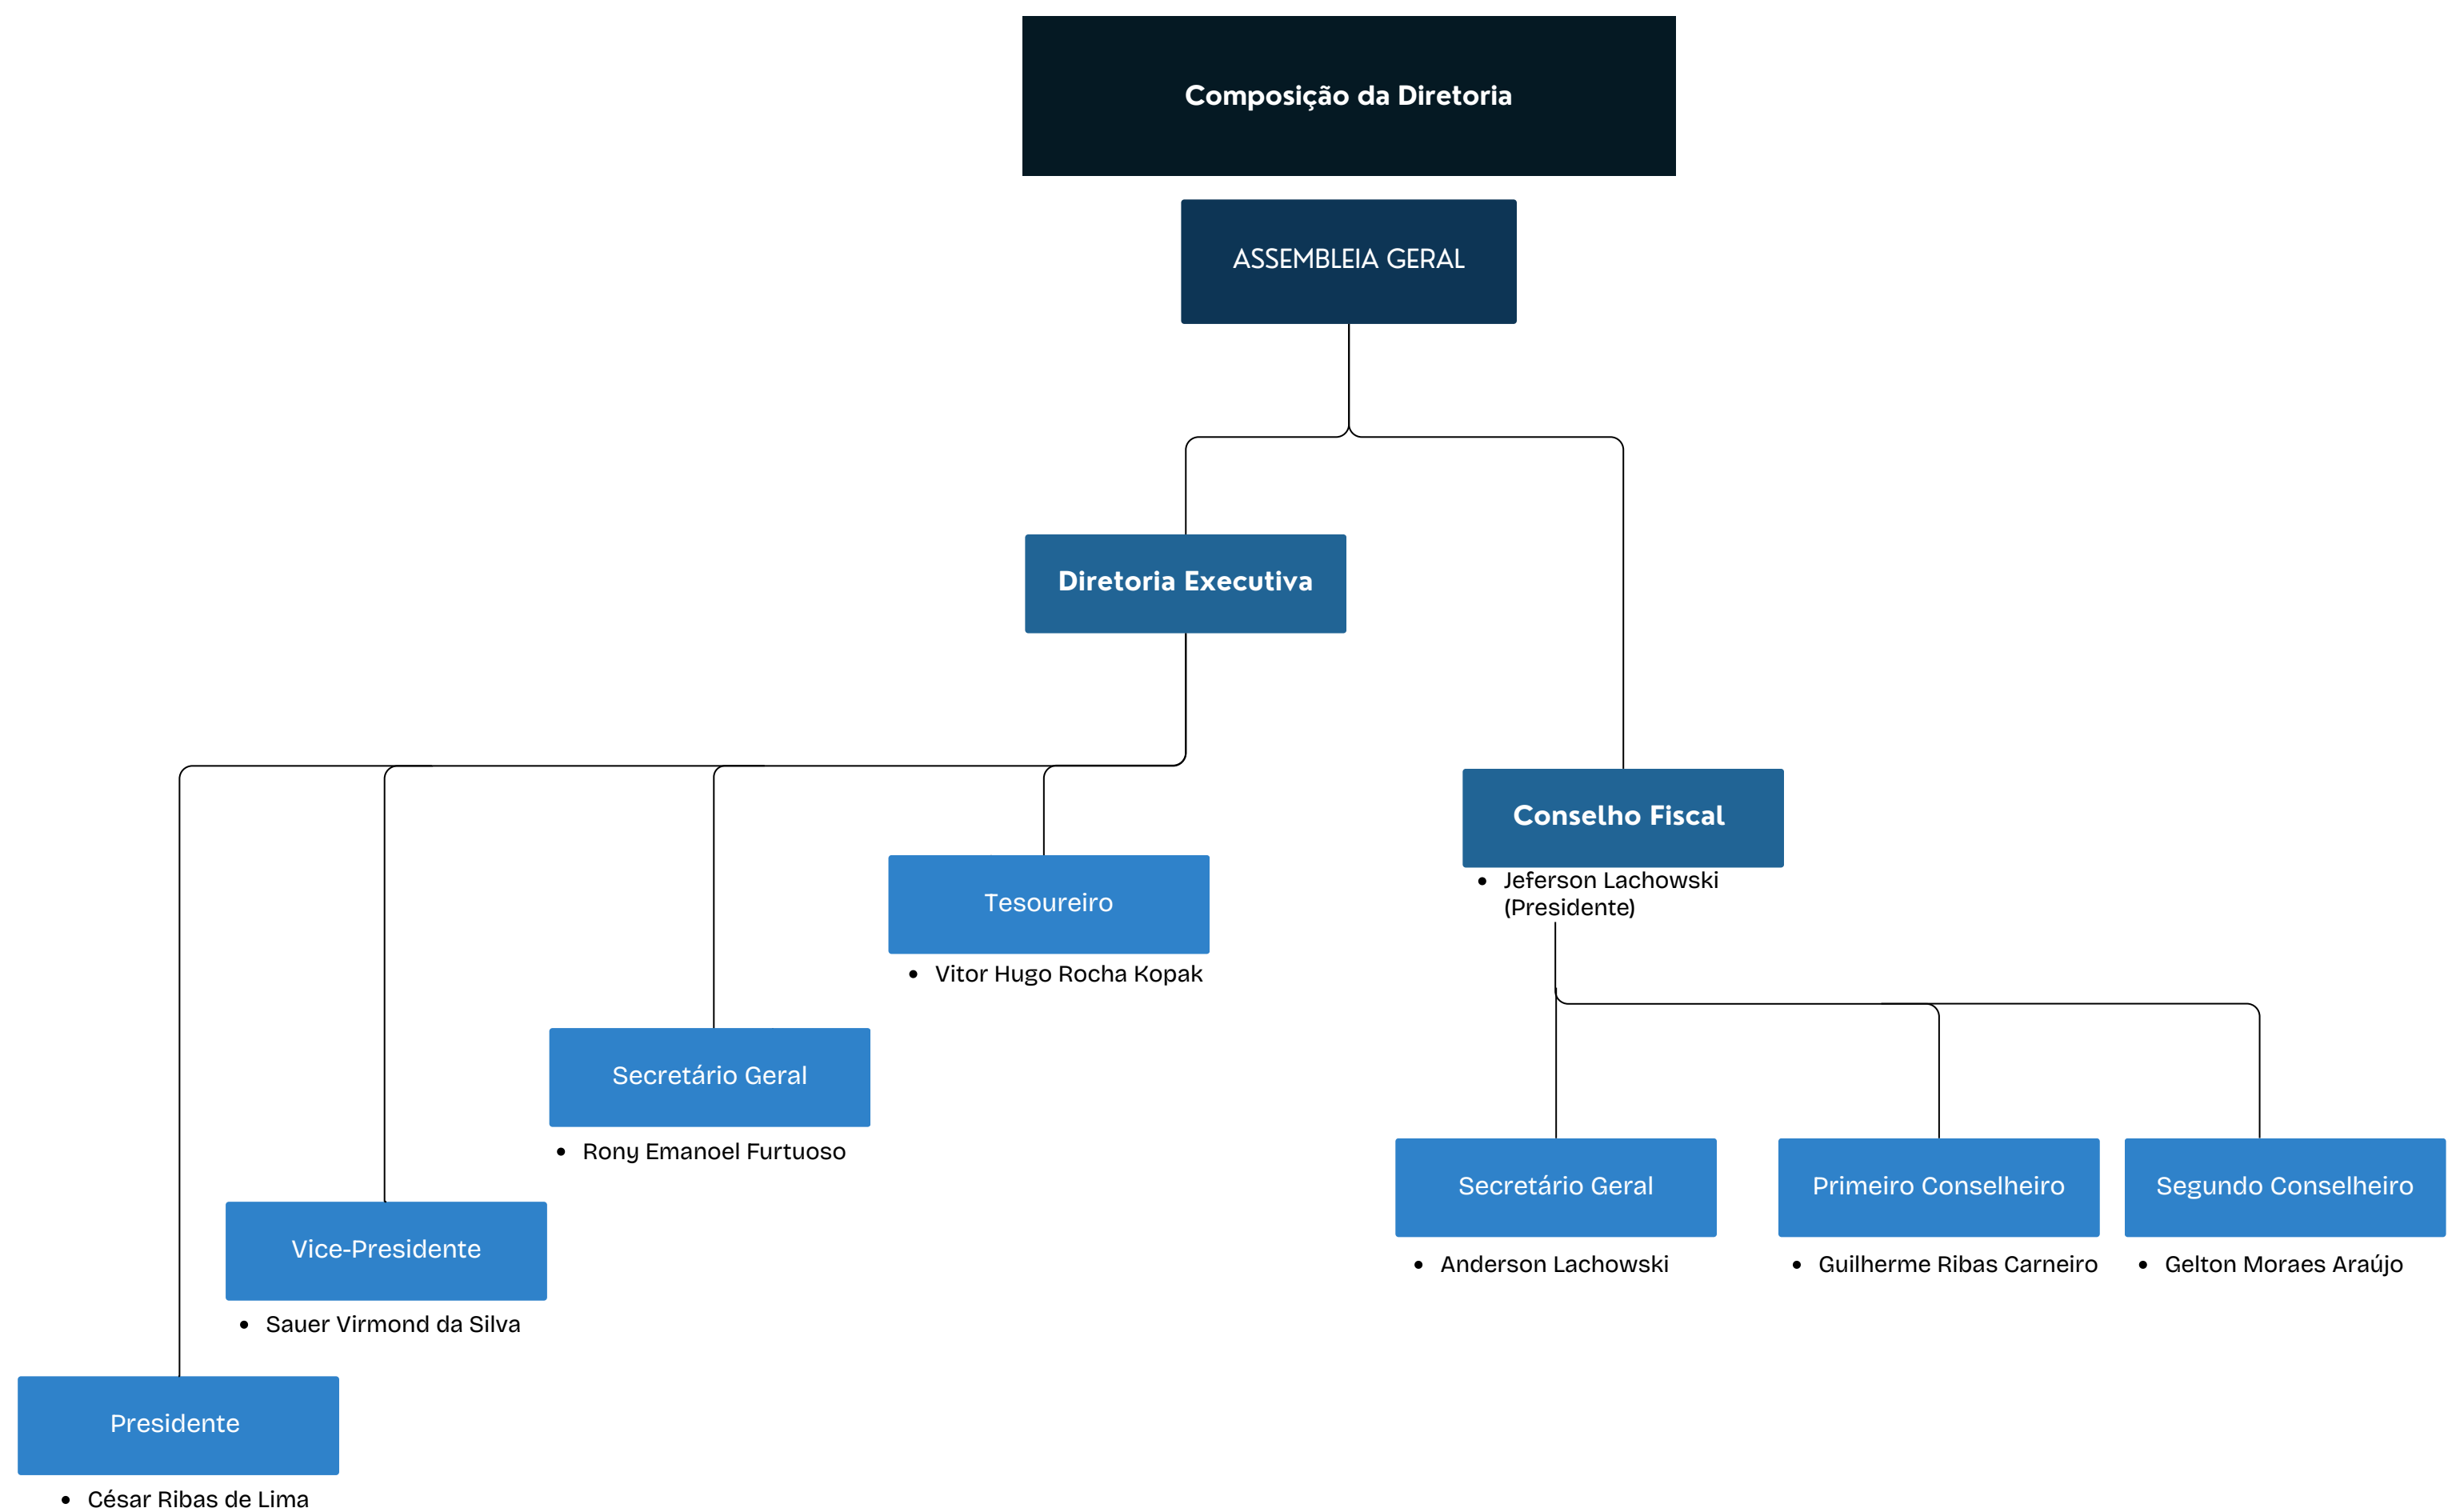 Composição da Diretoria
ASSEMBLEIA GERAL
Diretoria Executiva
Conselho Fiscal
• Jeferson Lachowski
(Presidente)
Tesoureiro
• Vitor Hugo Rocha Kopak
Secretário Geral
• Rony Emanoel Furtuoso
Vice-Presidente
• Sauer Virmond da Silva
Presidente
• César Ribas de Lima
Secretário Geral
• Anderson Lachowski
Primeiro Conselheiro
• Guilherme Ribas Carneiro
Segundo Conselheiro
• Gelton Moraes Araújo